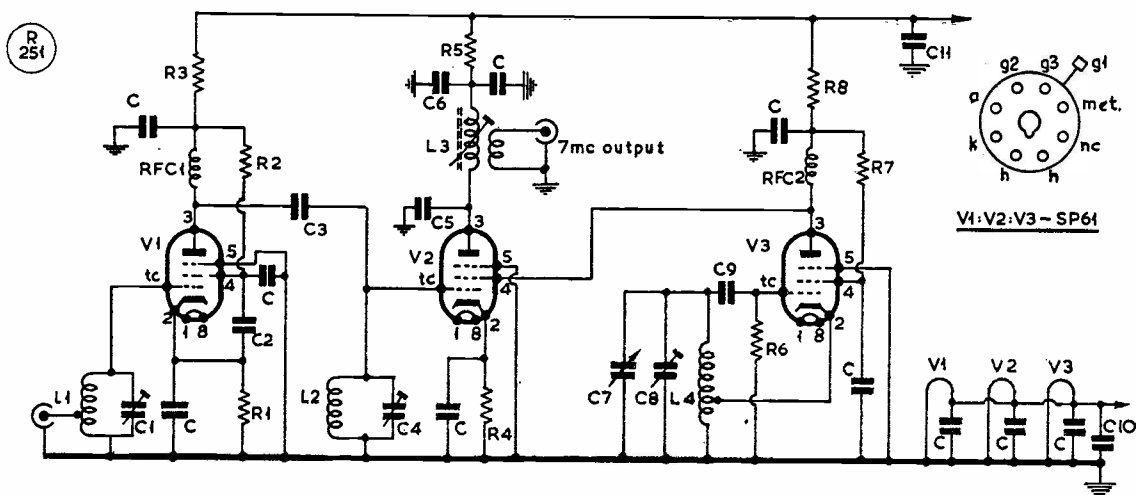 R
251
R3
R5
R8
C11
C
C6
C
C
g2
g3
g1
a
met.
k
nc
h
h
V1:V2:V3~SP61
RFC1
R2
L3
7mc output
RFC2
R7
3
C3
C5
3
3
V1
5
4
C
tc
2
1
8
C2
V2
5
4
tc
1
8
2
V3
5
4
C9
tc
1
8
2
L1
C1
C
R1
L2
C4
C
R4
C7
C8
L4
R6
C
V1
V2
V3
C
C
C
C10